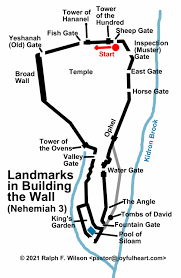 Tower of
Hananel
Tower of
the
Hundred
Fish Gate
Sheep Gate
Yeshanah
(Old) Gate
Start
Inspection
(Muster)
Gate
Broad
Wall
Temple
East Gate
Horse Gate
Ophel
Kidron Brook
Tower of
the Ovens
Valley
Gate
Water Gate
Landmarks
in Building
the Wall
(Nehemiah 3)
The Angle
King's
Garden
Tombs of David
Fountain Gate
Pool of
Siloam
© 2021 Ralph F. Wilson <pastor@joyfulheart.com>